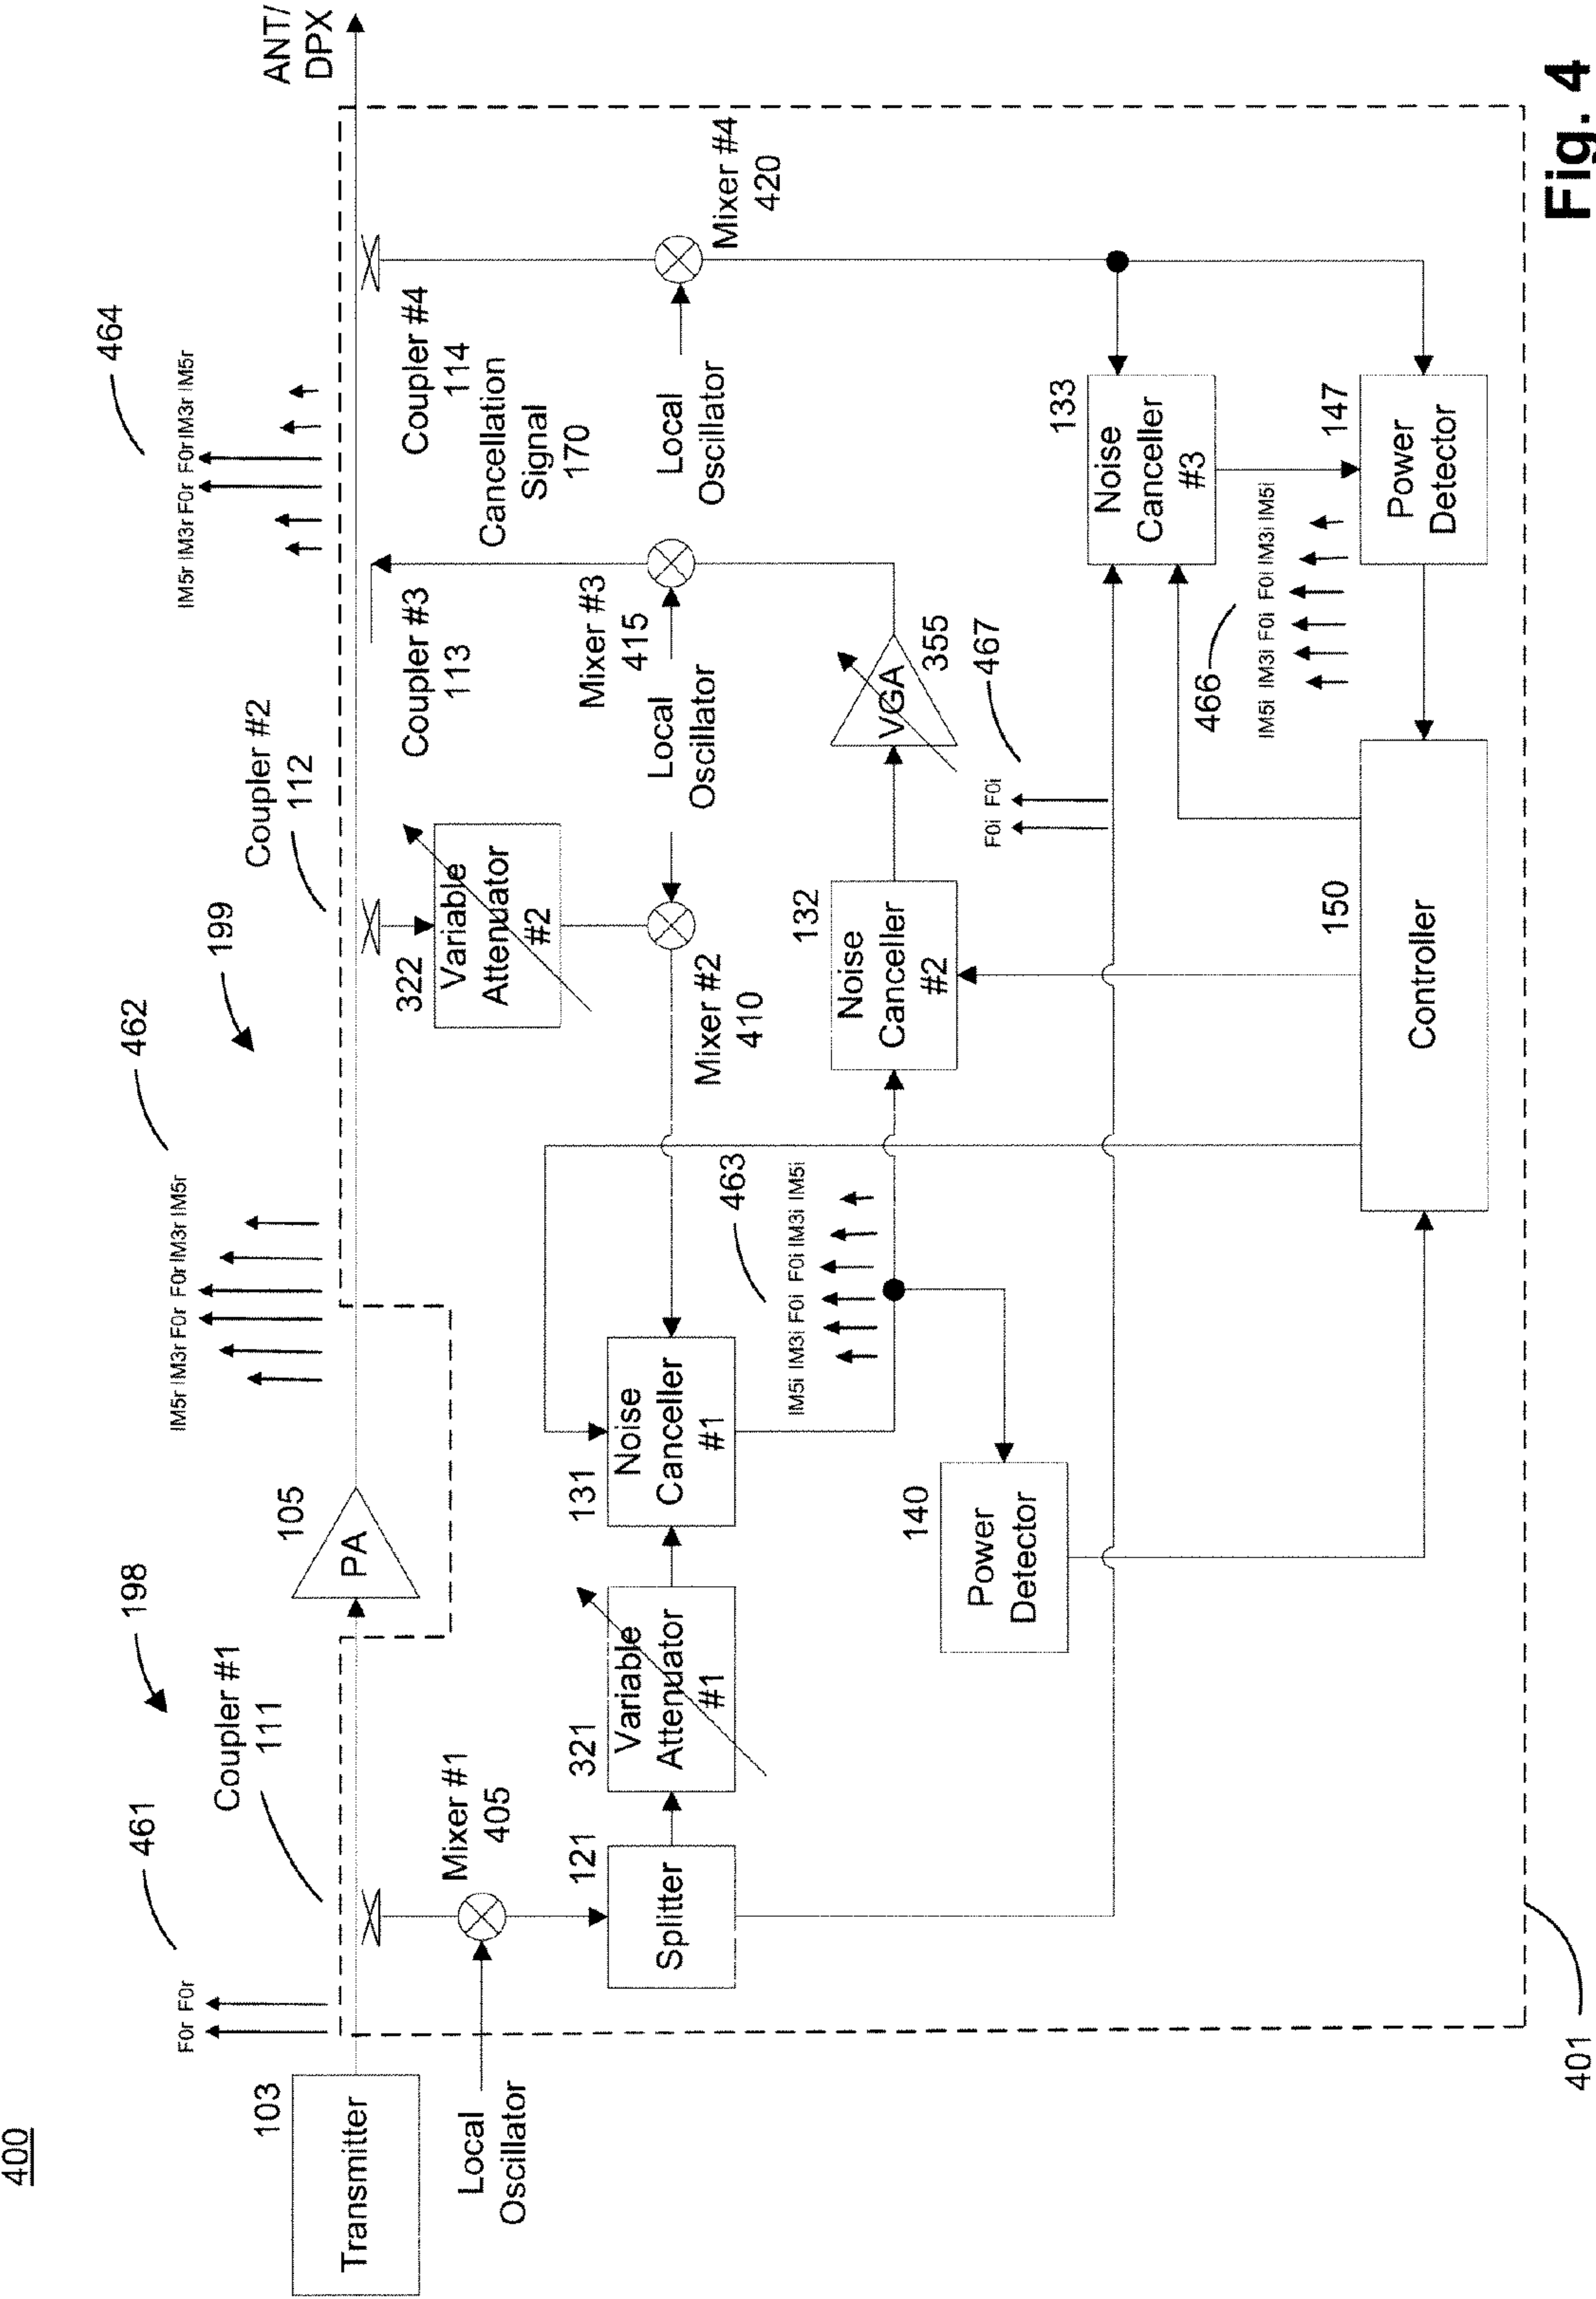 400
ANT/
DPX
461
F0r F0r
198
462
IM5r IM3r F0r F0r IM3r IM5r
199
464
IM5r IM3r F0r F0r IM3r IM5r
103
Transmitter
Coupler #1
111
105
PA
Coupler #2
112
Local
Oscillator
Mixer #1
405
121
Splitter
321
Variable
Attenuator
#1
131
Noise
Canceller
#1
322
Variable
Attenuator
#2
Mixer #2
410
Coupler #3
113
Mixer #3
415
Local
Oscillator
Coupler #4
114
Cancellation
Signal
170
Local
Oscillator
Mixer #4
420
463
IM5i IM3i F0i F0i IM3i IM5i
140
Power
Detector
132
Noise
Canceller
#2
VGA
355
467
F0i F0i
133
Noise
Canceller
#3
466
IM5i IM3i F0i F0i IM3i IM5i
147
Power
Detector
150
Controller
401
Fig. 4